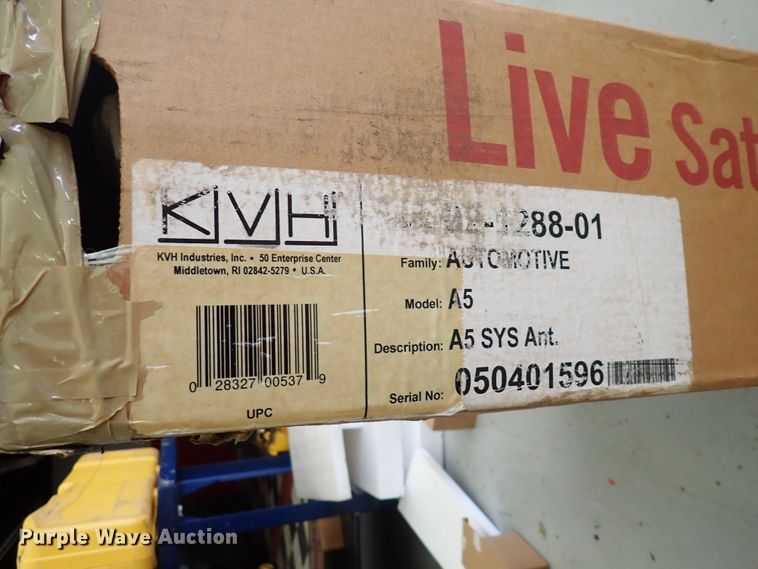 Live Sat
KVH
KVH Industries, Inc. • 50 Enterprise Center
Middletown, RI 02842-5279 • U.S.A.
0 28327 00537 9
UPC
-1288-01
Family: AUTOMOTIVE
Model: A5
Description: A5 SYS Ant.
Serial No: 050401596
Purple Wave Auction